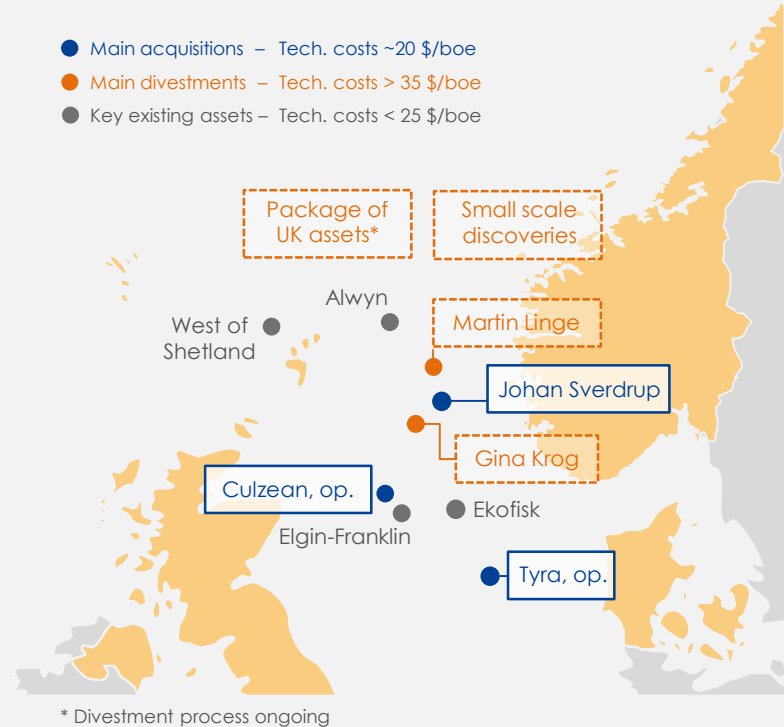 Main acquisitions – Tech. costs ~20 $/boe
Main divestments – Tech. costs > 35 $/boe
Key existing assets – Tech. costs < 25 $/boe
Package of
UK assets*
Small scale
discoveries
Alwyn
West of
Shetland
Martin Linge
Johan Sverdrup
Gina Krog
Culzean, op.
Ekofisk
Elgin-Franklin
Tyra, op.
* Divestment process ongoing